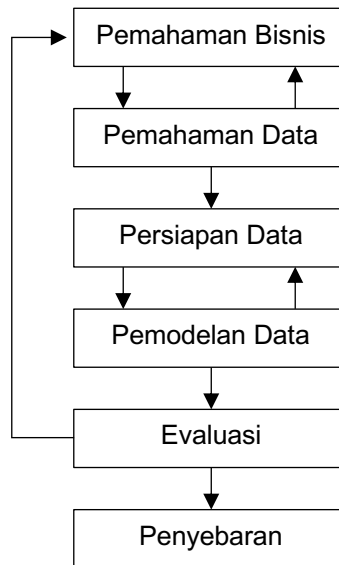 Pemahaman Bisnis
Pemahaman Data
Persiapan Data
Pemodelan Data
Evaluasi
Penyebaran